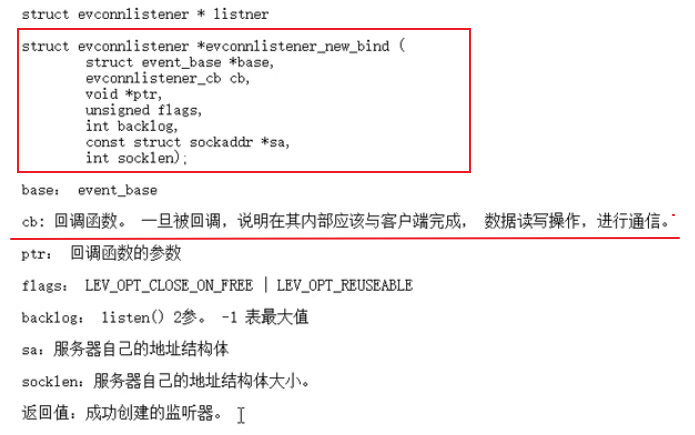 struct evconnlistener * listner
struct evconnlistener *evconnlistener_new_bind (
struct event_base *base,
evconnlistener_cb cb,
void *ptr,
unsigned flags,
int backlog,
const struct sockaddr *sa,
int socklen);
base： event_base
cb: 回调函数。 一旦被回调，说明在其内部应该与客户端完成， 数据读写操作，进行通信。
ptr： 回调函数的参数
flags： LEV_OPT_CLOSE_ON_FREE | LEV_OPT_REUSEABLE
backlog： listen() 2参。 -1 表最大值
sa：服务器自己的地址结构体
socklen：服务器自己的地址结构体大小。
返回值：成功创建的监听器。